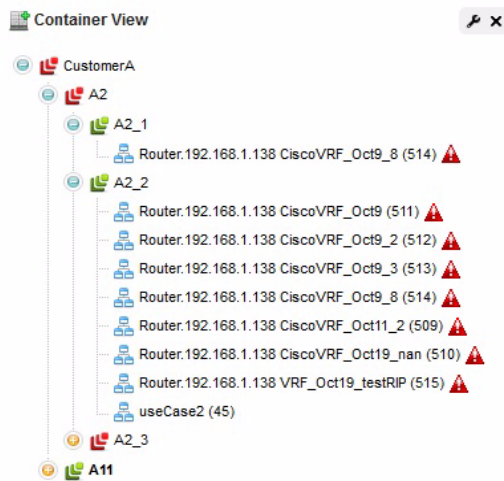 Container View
CustomerA
A2
A2_1
Router.192.168.1.138 CiscoVRF_Oct9_8 (514)
A2_2
Router.192.168.1.138 CiscoVRF_Oct9 (511)
Router.192.168.1.138 CiscoVRF_Oct9_2 (512)
Router.192.168.1.138 CiscoVRF_Oct9_3 (513)
Router.192.168.1.138 CiscoVRF_Oct9_8 (514)
Router.192.168.1.138 CiscoVRF_Oct11_2 (509)
Router.192.168.1.138 CiscoVRF_Oct19_nan (510)
Router.192.168.1.138 VRF_Oct19_testRIP (515)
useCase2 (45)
A2_3
A11